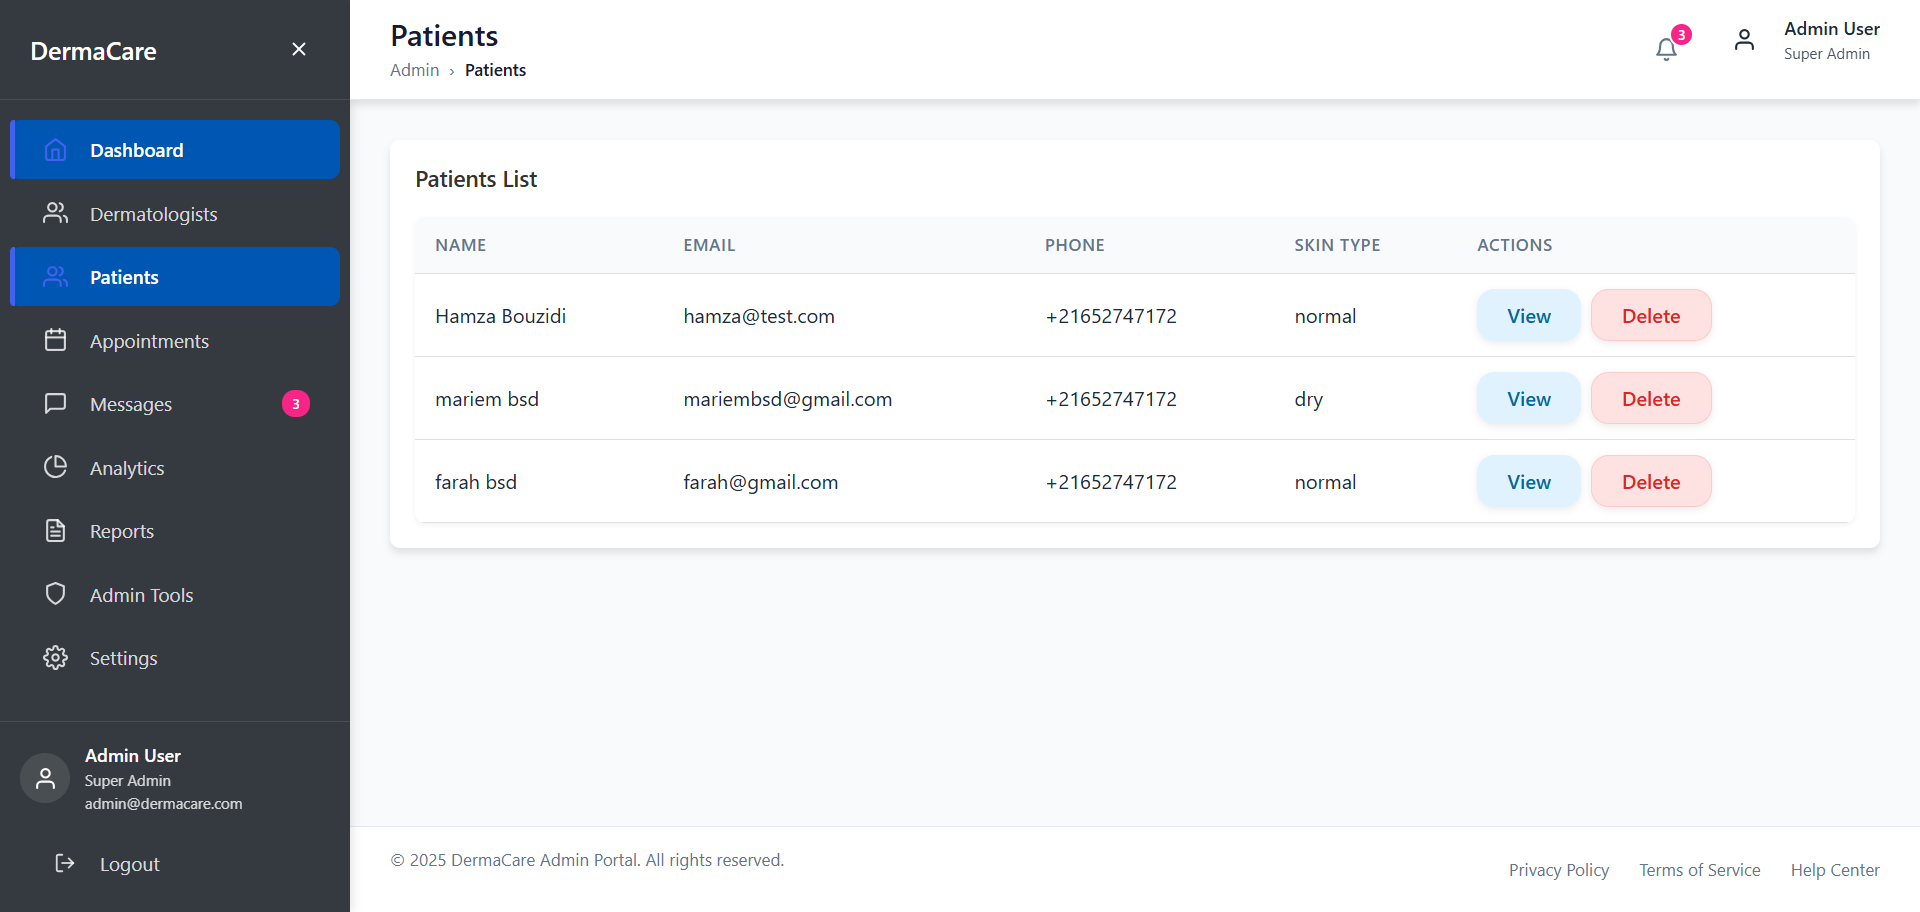 DermaCare
Dashboard
Dermatologists
Patients
Appointments
Messages 3
Analytics
Reports
Admin Tools
Settings
Admin User
Super Admin
admin@dermacare.com
Logout
Patients
Admin › Patients
3
Admin User
Super Admin
Patients List
NAME EMAIL PHONE SKIN TYPE ACTIONS
Hamza Bouzidi hamza@test.com +21652747172 normal View Delete
mariem bsd mariembsd@gmail.com +21652747172 dry View Delete
farah bsd farah@gmail.com +21652747172 normal View Delete
© 2025 DermaCare Admin Portal. All rights reserved.
Privacy Policy Terms of Service Help Center